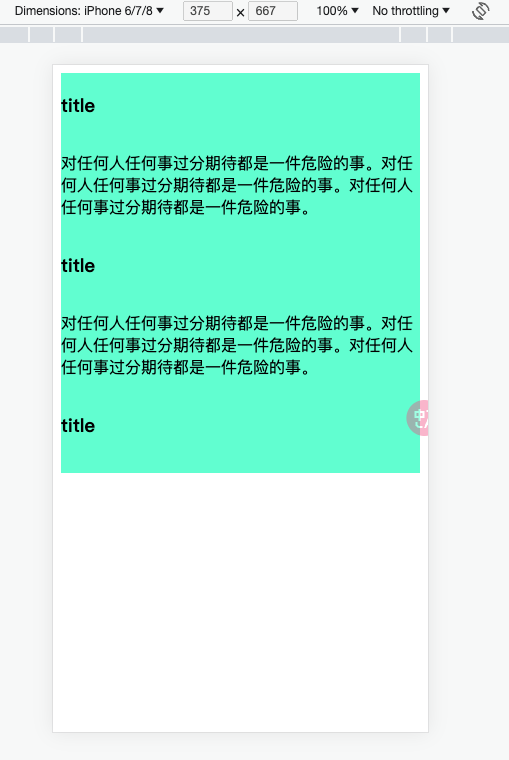 Dimensions: iPhone 6/7/8 375 × 667 100% No throttling
title
对任何人任何事过分期待都是一件危险的事。对任
何人任何事过分期待都是一件危险的事。对任何人
任何事过分期待都是一件危险的事。
title
对任何人任何事过分期待都是一件危险的事。对任
何人任何事过分期待都是一件危险的事。对任何人
任何事过分期待都是一件危险的事。
title